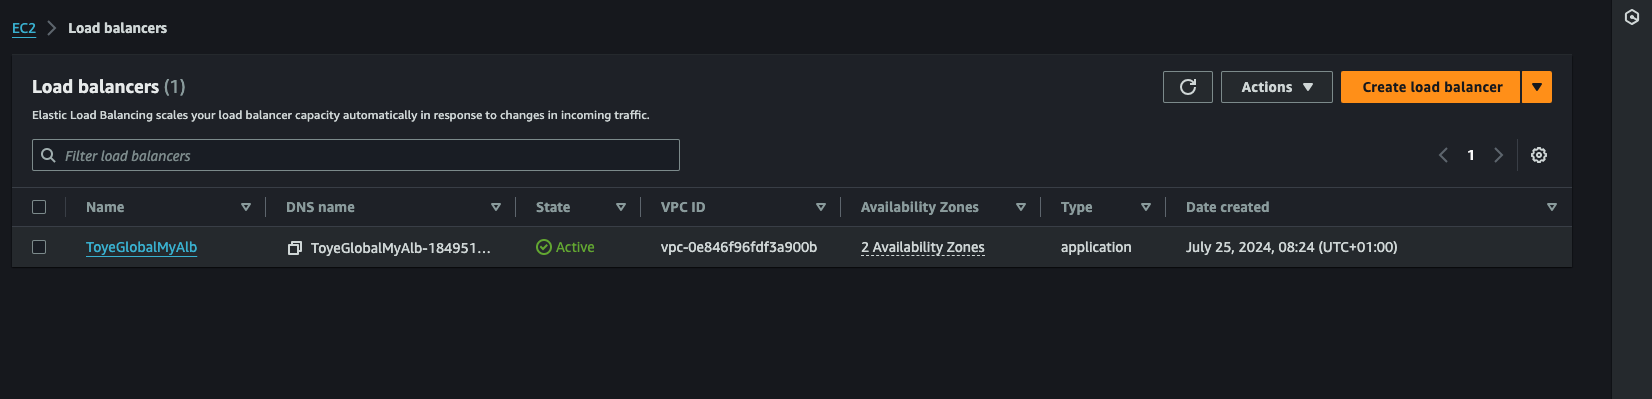 EC2 > Load balancers
Load balancers (1)
Actions
Create load balancer
Elastic Load Balancing scales your load balancer capacity automatically in response to changes in incoming traffic.
Filter load balancers
1
Name DNS name State VPC ID Availability Zones Type Date created
ToyeGlobalMyAlb ToyeGlobalMyAlb-184951... Active vpc-0e846f96fdf3a900b 2 Availability Zones application July 25, 2024, 08:24 (UTC+01:00)